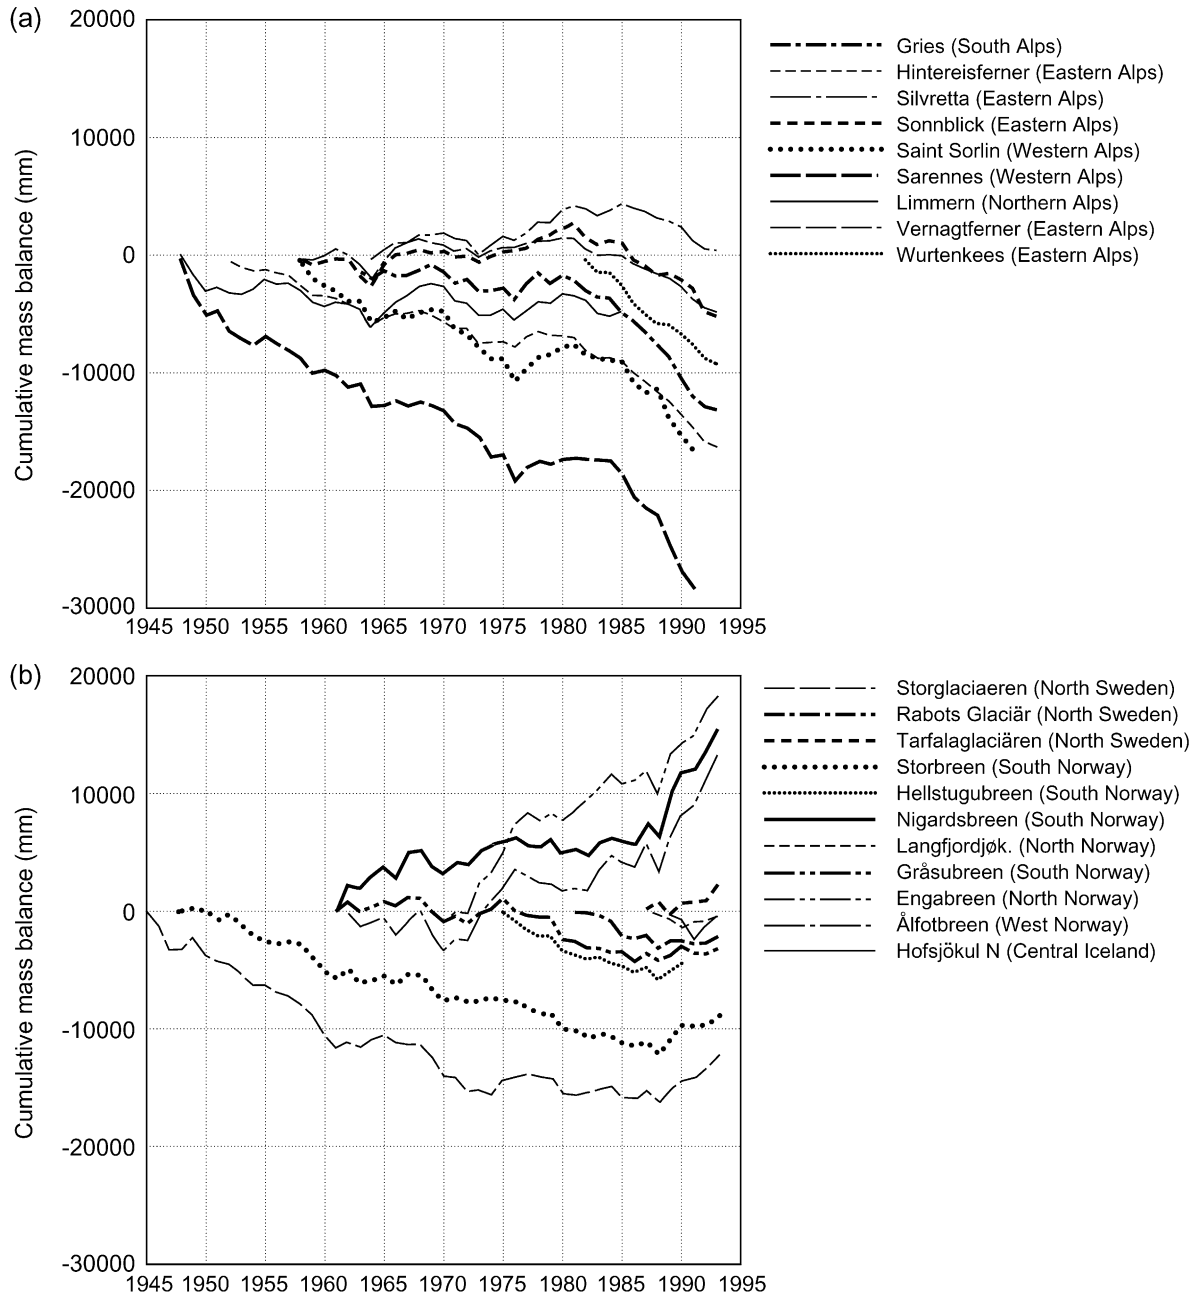 (a)
20000
10000
0
-10000
-20000
-30000
Cumulative mass balance (mm)
1945 1950 1955 1960 1965 1970 1975 1980 1985 1990 1995
Gries (South Alps)
Hintereisferner (Eastern Alps)
Silvretta (Eastern Alps)
Sonnblick (Eastern Alps)
Saint Sorlin (Western Alps)
Sarennes (Western Alps)
Limmern (Northern Alps)
Vernagtferner (Eastern Alps)
Wurtenkees (Eastern Alps)
(b)
20000
10000
0
-10000
-20000
-30000
Cumulative mass balance (mm)
1945 1950 1955 1960 1965 1970 1975 1980 1985 1990 1995
Storglaciaeren (North Sweden)
Rabots Glaciär (North Sweden)
Tarfalaglaciären (North Sweden)
Storbreen (South Norway)
Hellstugubreen (South Norway)
Nigardsbreen (South Norway)
Langfjordjøk. (North Norway)
Gråsubreen (South Norway)
Engabreen (North Norway)
Ålfotbreen (West Norway)
Hofsjökul N (Central Iceland)